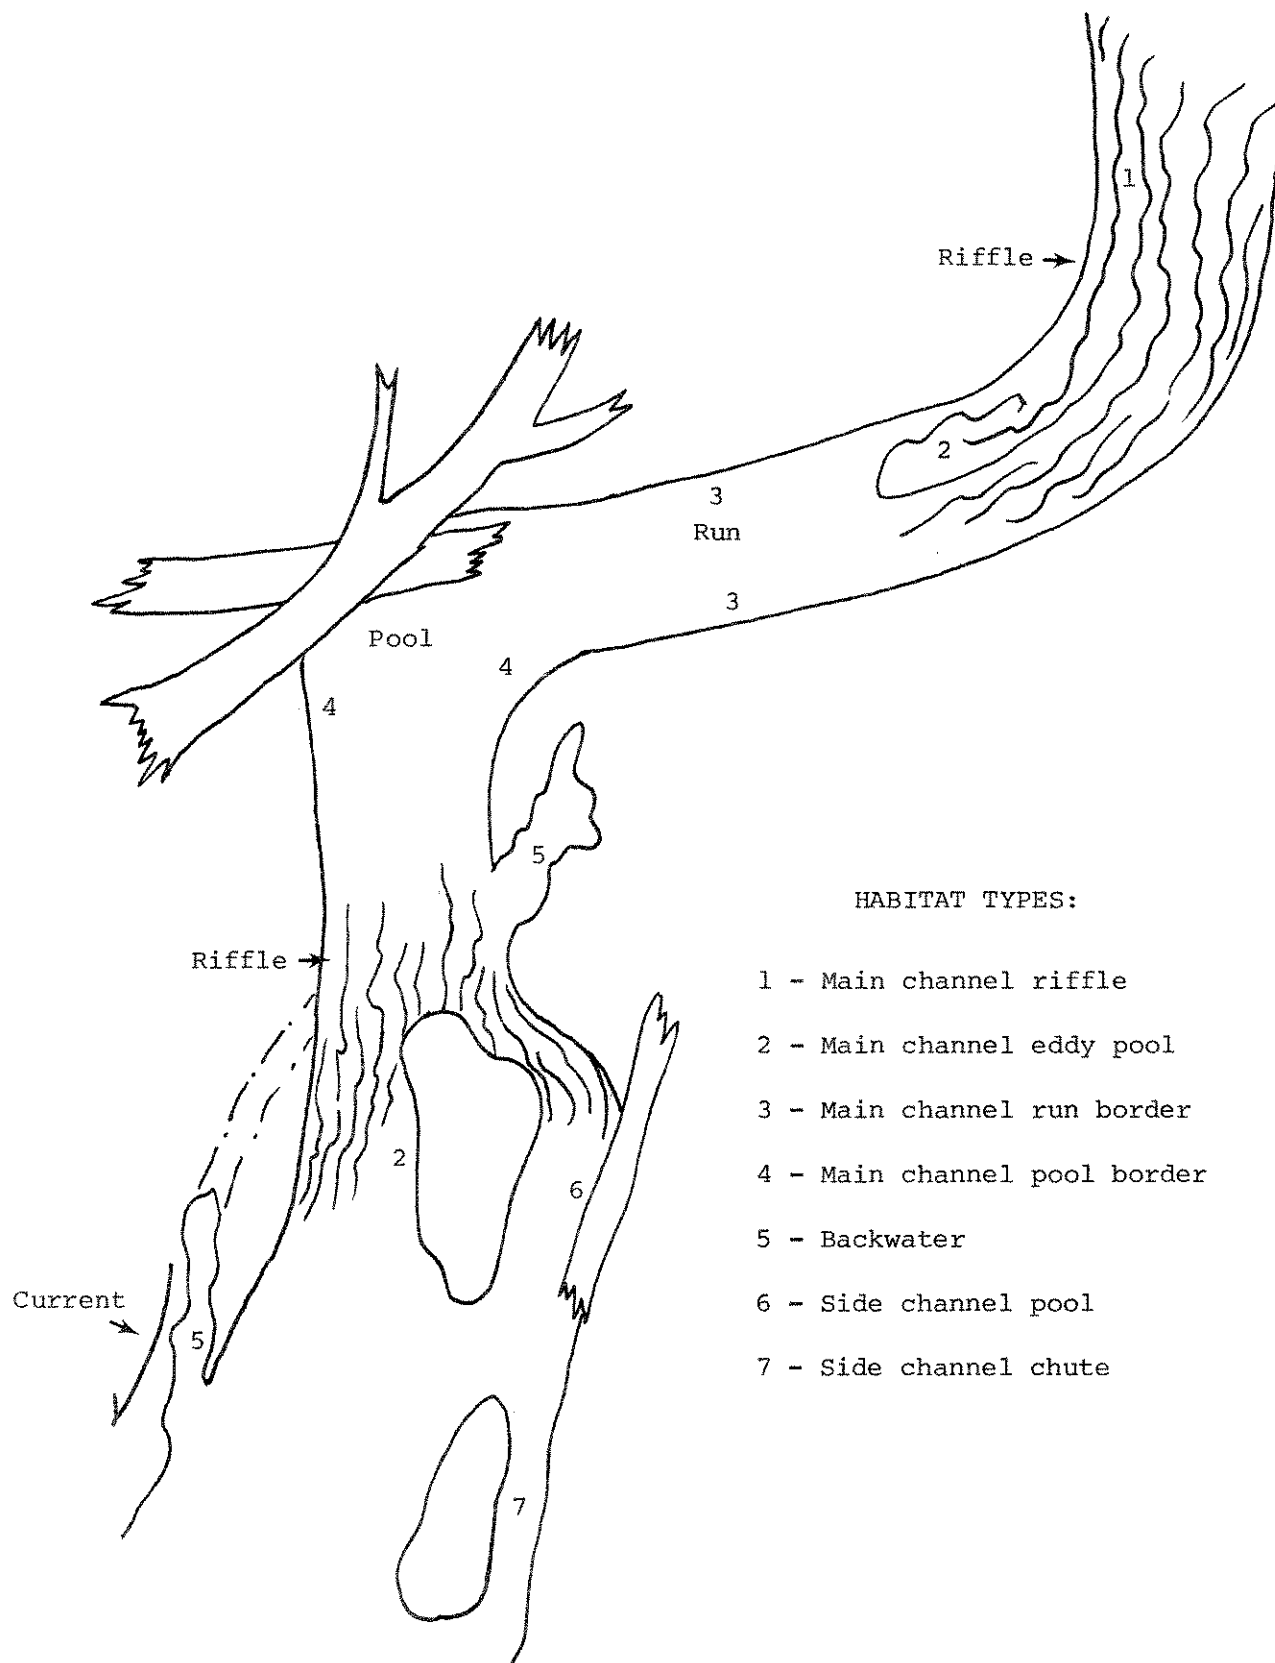 1
Riffle
2
3
Run
3
Pool
4
4
5
Riffle
2
6
Current
5
7
HABITAT TYPES:
1 - Main channel riffle
2 - Main channel eddy pool
3 - Main channel run border
4 - Main channel pool border
5 - Backwater
6 - Side channel pool
7 - Side channel chute